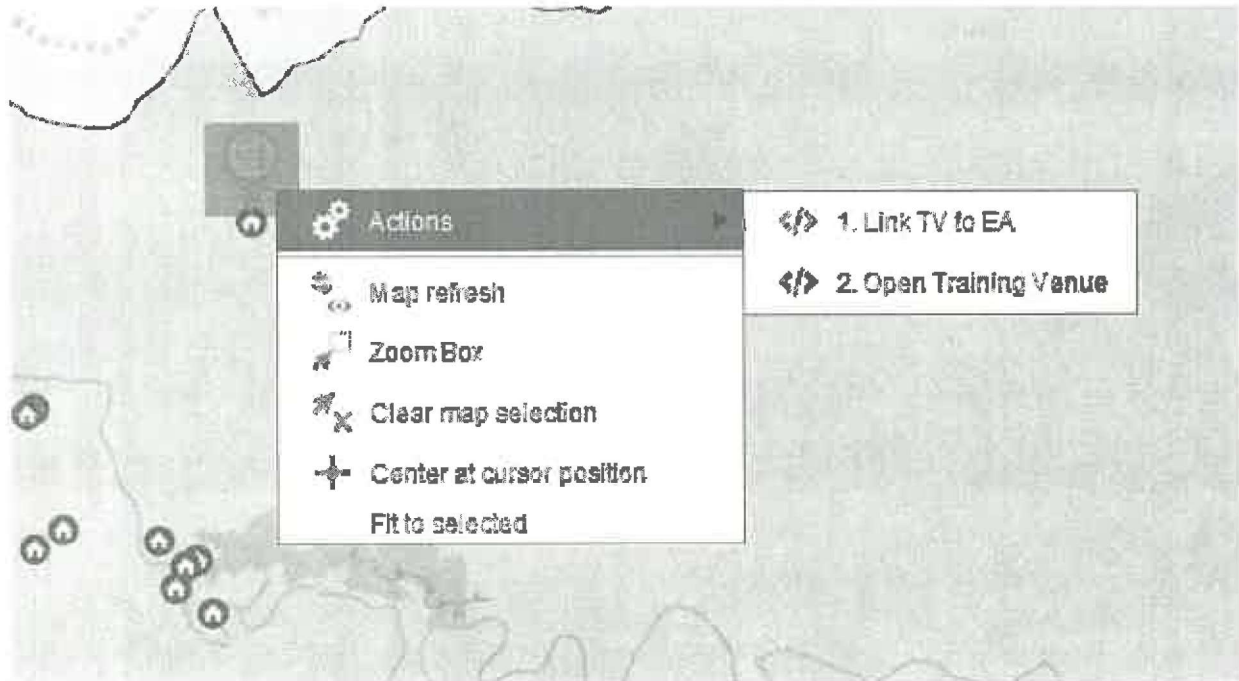 Actions
1. Link TV to EA
2. Open Training Venue
Map refresh
Zoom Box
Clear map selection
Center at cursor position
Fit to selected